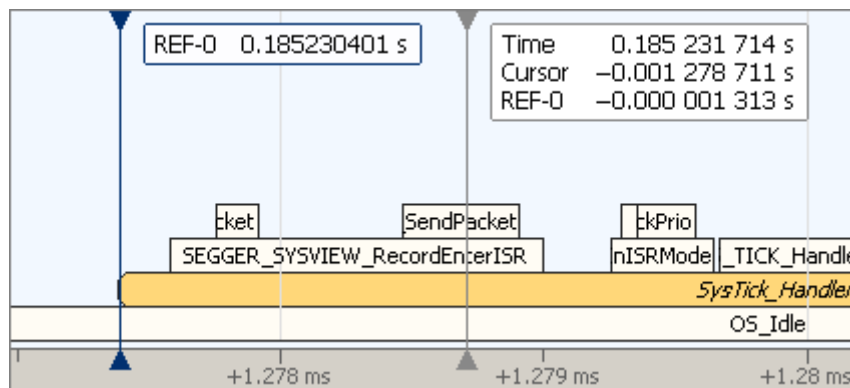 REF-0 0.185230401 s
Time 0.185 231 714 s
Cursor −0.001 278 711 s
REF-0 −0.000 001 313 s
cket
SendPacket
ckPrio
SEGGER_SYSVIEW_RecordEnterISR
nISRMode
_TICK_Handle
SysTick_Handler
OS_Idle
+1.278 ms
+1.279 ms
+1.28 ms